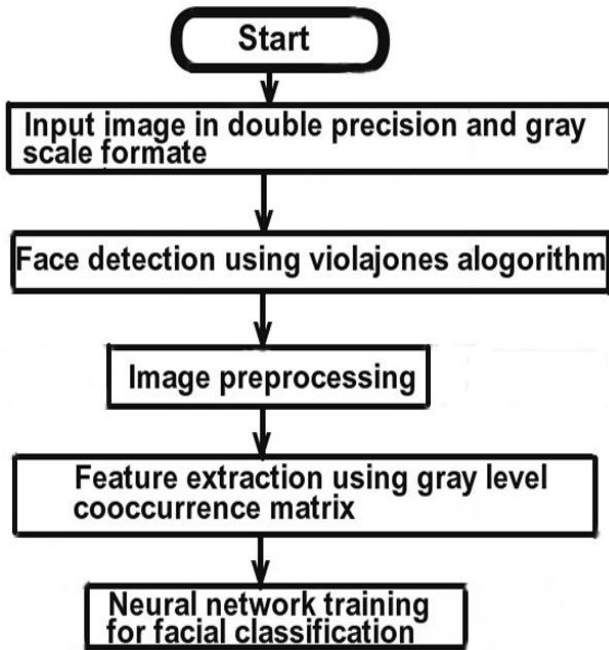 Start
Input image in double precision and gray
scale formate
Face detection using violajones alogorithm
Image preprocessing
Feature extraction using gray level
cooccurrence matrix
Neural network training
for facial classification